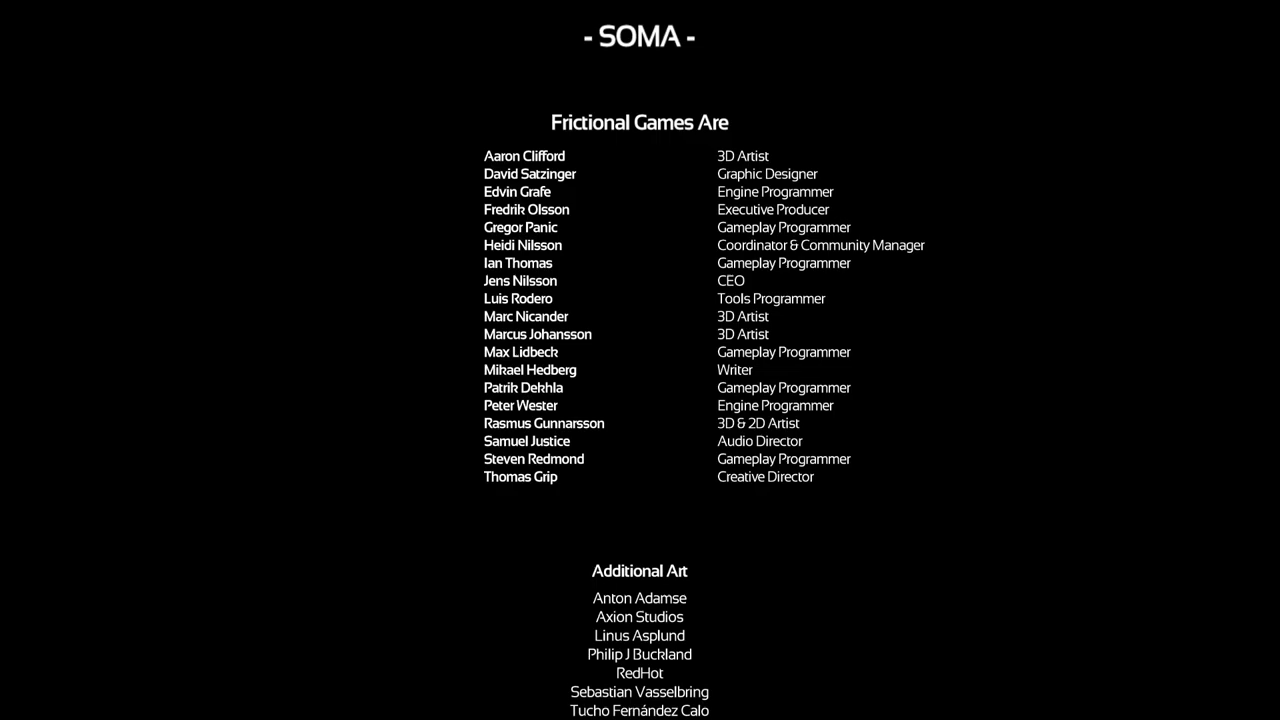 - SOMA -
Frictional Games Are
Aaron Clifford 3D Artist
David Satzinger Graphic Designer
Edvin Grafe Engine Programmer
Fredrik Olsson Executive Producer
Gregor Panic Gameplay Programmer
Heidi Nilsson Coordinator & Community Manager
Ian Thomas Gameplay Programmer
Jens Nilsson CEO
Luis Rodero Tools Programmer
Marc Nicander 3D Artist
Marcus Johansson 3D Artist
Max Lidbeck Gameplay Programmer
Mikael Hedberg Writer
Patrik Dekhla Gameplay Programmer
Peter Wester Engine Programmer
Rasmus Gunnarsson 3D & 2D Artist
Samuel Justice Audio Director
Steven Redmond Gameplay Programmer
Thomas Grip Creative Director
Additional Art
Anton Adamse
Axion Studios
Linus Asplund
Philip J Buckland
RedHot
Sebastian Vasselbring
Tucho Fernández Calo